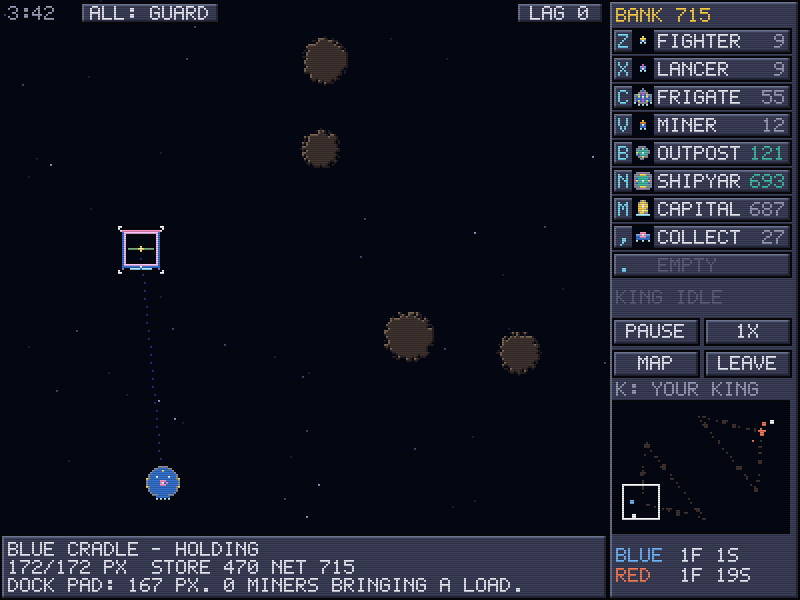 3:42 ALL: GUARD LAG 0
BANK 715
Z FIGHTER 9
X LANCER 9
C FRIGATE 55
V MINER 12
B OUTPOST 121
N SHIPYAR 693
M CAPITAL 687
, COLLECT 27
. EMPTY
KING IDLE
PAUSE 1X
MAP LEAVE
K: YOUR KING
BLUE 1F 1S
RED 1F 19S
BLUE CRADLE - HOLDING
172/172 PX STORE 470 NET 715
DOCK PAD: 167 PX. 0 MINERS BRINGING A LOAD.